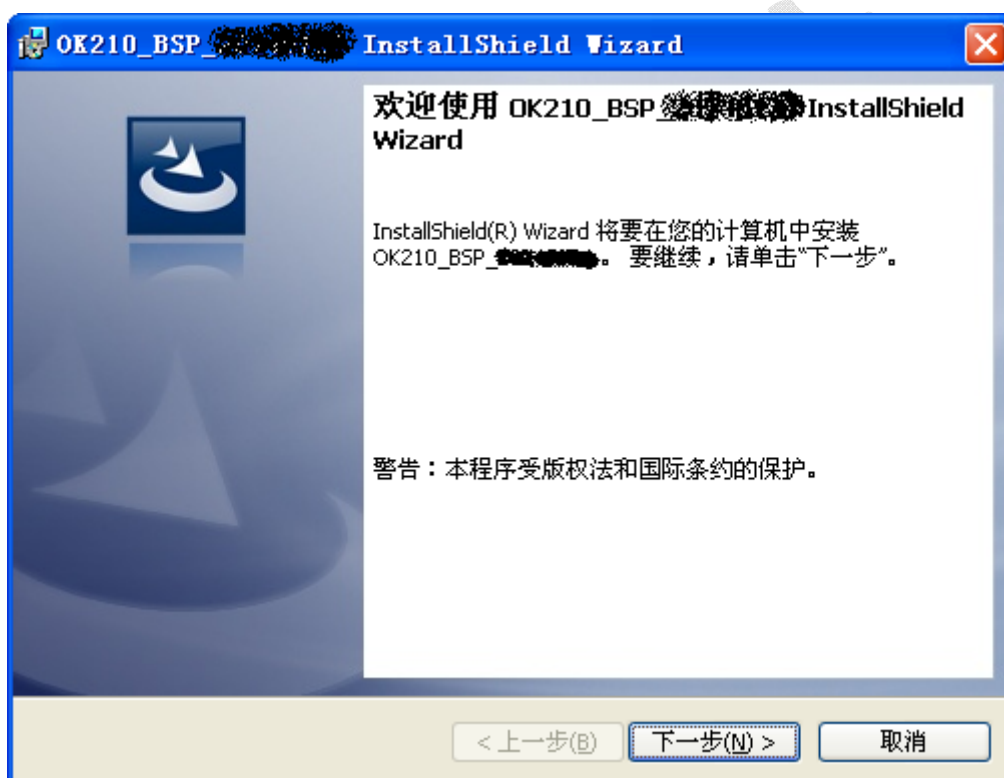 OK210_BSP_ InstallShield Wizard
欢迎使用 OK210_BSP_ InstallShield
Wizard
InstallShield(R) Wizard 将要在您的计算机中安装
OK210_BSP_。 要继续，请单击“下一步”。
警告：本程序受版权法和国际条约的保护。
< 上一步(B) 下一步(N) > 取消